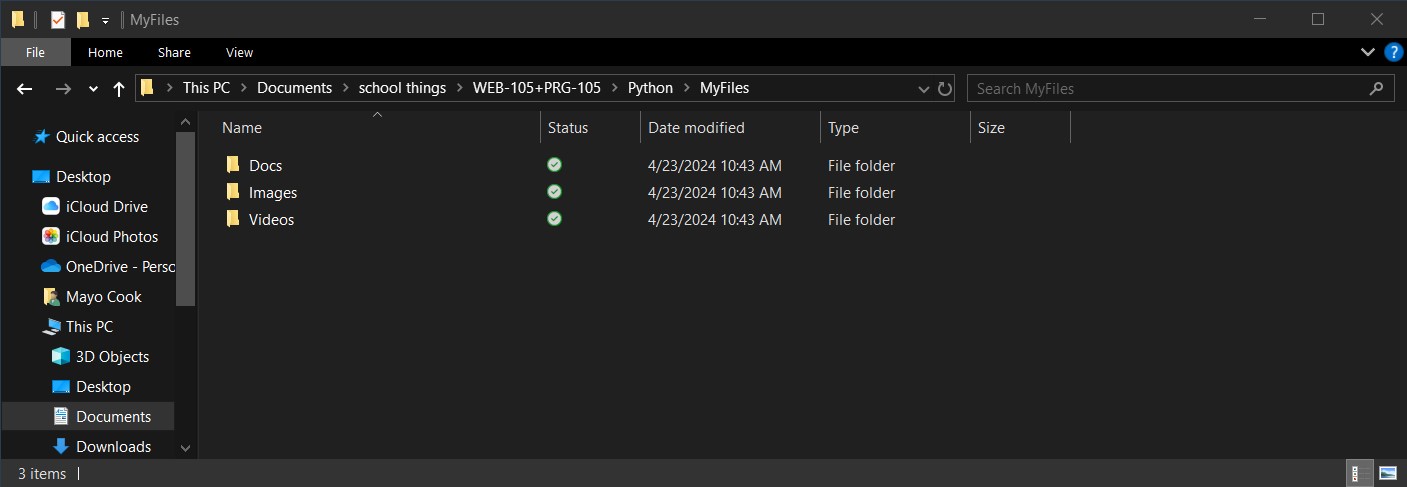 MyFiles
File Home Share View
This PC Documents school things WEB-105+PRG-105 Python MyFiles Search MyFiles
Name Status Date modified Type Size
Quick access
Docs 4/23/2024 10:43 AM File folder
Images 4/23/2024 10:43 AM File folder
Videos 4/23/2024 10:43 AM File folder
Desktop
iCloud Drive
iCloud Photos
OneDrive - Perso
Mayo Cook
This PC
3D Objects
Desktop
Documents
Downloads
3 items